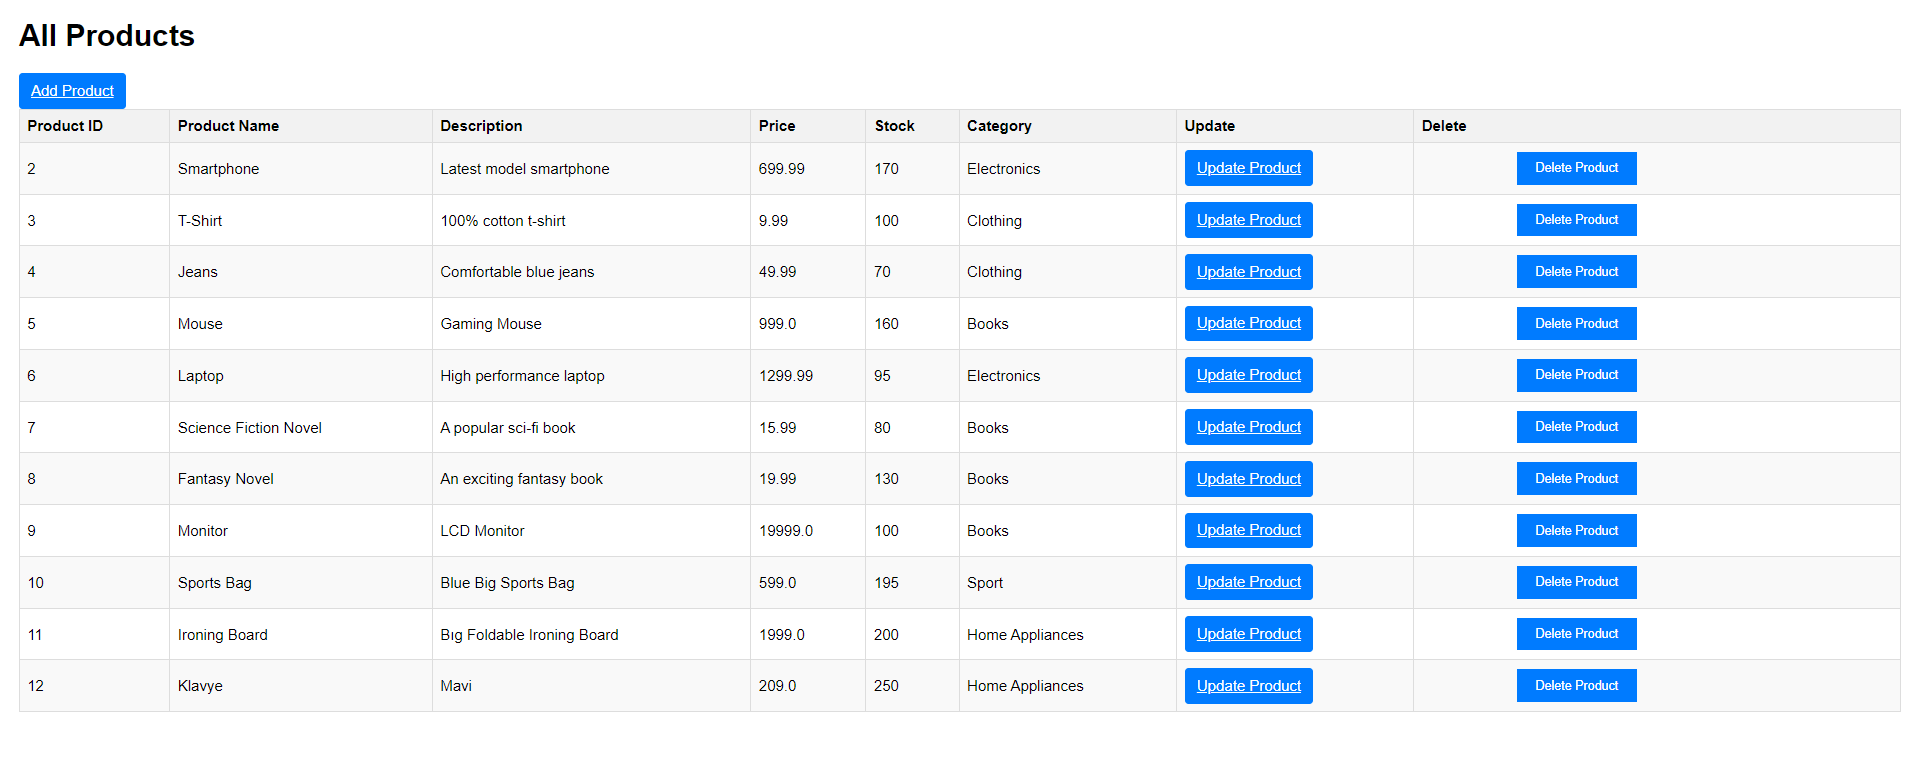 All Products
Add Product
Product ID Product Name Description Price Stock Category Update Delete
2 Smartphone Latest model smartphone 699.99 170 Electronics Update Product Delete Product
3 T-Shirt 100% cotton t-shirt 9.99 100 Clothing Update Product Delete Product
4 Jeans Comfortable blue jeans 49.99 70 Clothing Update Product Delete Product
5 Mouse Gaming Mouse 999.0 160 Books Update Product Delete Product
6 Laptop High performance laptop 1299.99 95 Electronics Update Product Delete Product
7 Science Fiction Novel A popular sci-fi book 15.99 80 Books Update Product Delete Product
8 Fantasy Novel An exciting fantasy book 19.99 130 Books Update Product Delete Product
9 Monitor LCD Monitor 19999.0 100 Books Update Product Delete Product
10 Sports Bag Blue Big Sports Bag 599.0 195 Sport Update Product Delete Product
11 Ironing Board Bıg Foldable Ironing Board 1999.0 200 Home Appliances Update Product Delete Product
12 Klavye Mavi 209.0 250 Home Appliances Update Product Delete Product